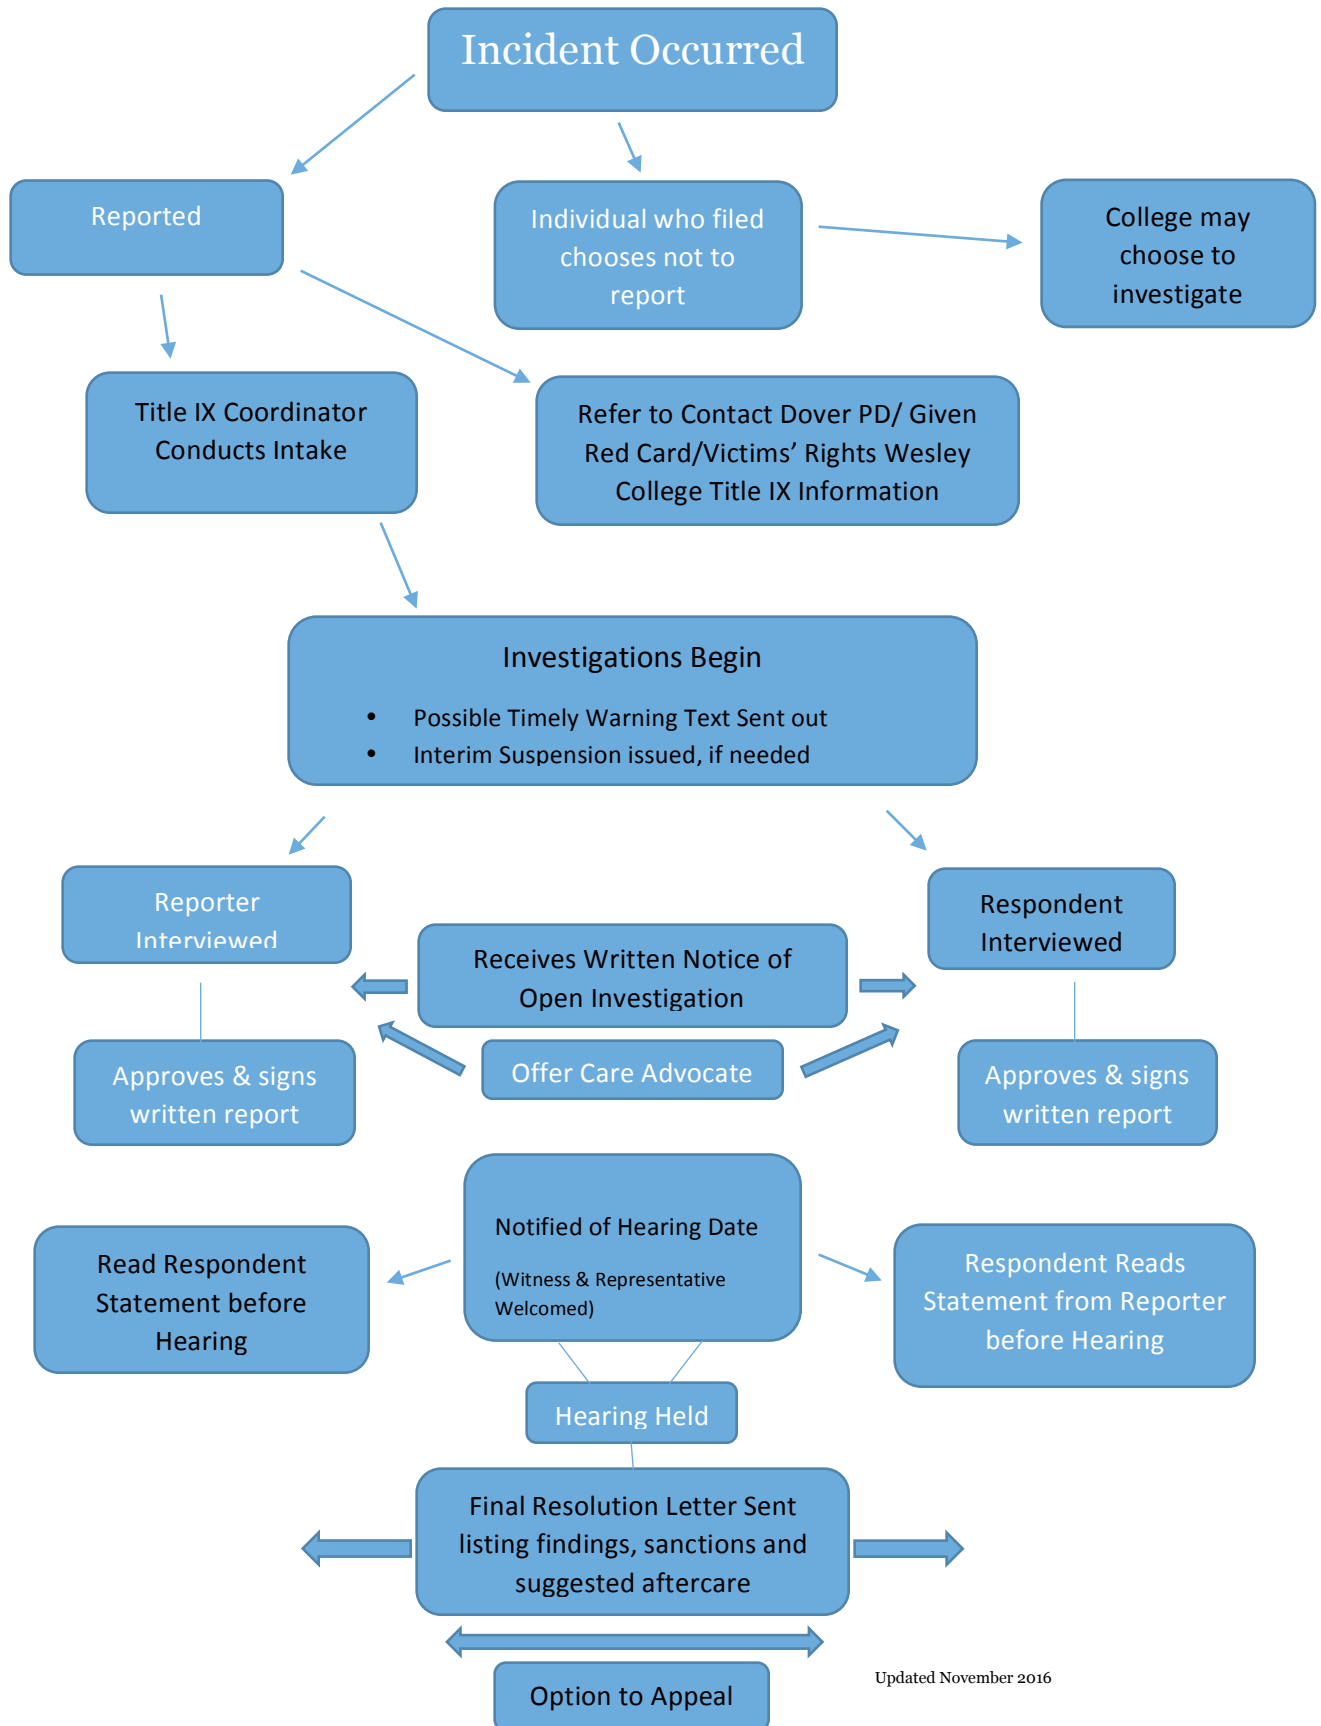 Incident Occurred
Reported
Individual who filed
chooses not to
report
College may
choose to
investigate
Title IX Coordinator
Conducts Intake
Refer to Contact Dover PD/ Given
Red Card/Victims’ Rights Wesley
College Title IX Information
Investigations Begin
• Possible Timely Warning Text Sent out
• Interim Suspension issued, if needed
Reporter
Interviewed
Respondent
Interviewed
Receives Written Notice of
Open Investigation
Offer Care Advocate
Approves & signs
written report
Approves & signs
written report
Notified of Hearing Date
(Witness & Representative
Welcomed)
Read Respondent
Statement before
Hearing
Respondent Reads
Statement from Reporter
before Hearing
Hearing Held
Final Resolution Letter Sent
listing findings, sanctions and
suggested aftercare
Updated November 2016
Option to Appeal